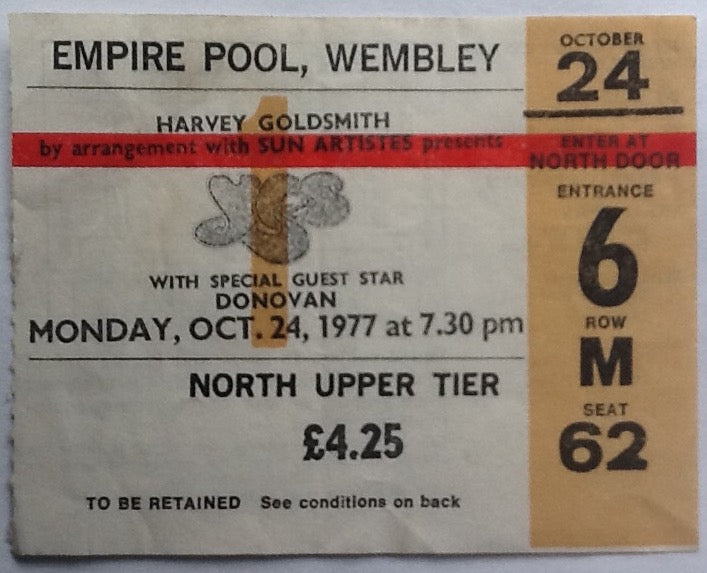 EMPIRE POOL, WEMBLEY
HARVEY GOLDSMITH
by arrangement with SUN ARTISTES presents
yes
WITH SPECIAL GUEST STAR
DONOVAN
MONDAY, OCT. 24, 1977 at 7.30 pm
1
NORTH UPPER TIER
£4.25
TO BE RETAINED See conditions on back
OCTOBER
24
ENTER AT
NORTH DOOR
ENTRANCE
6
ROW
M
SEAT
62